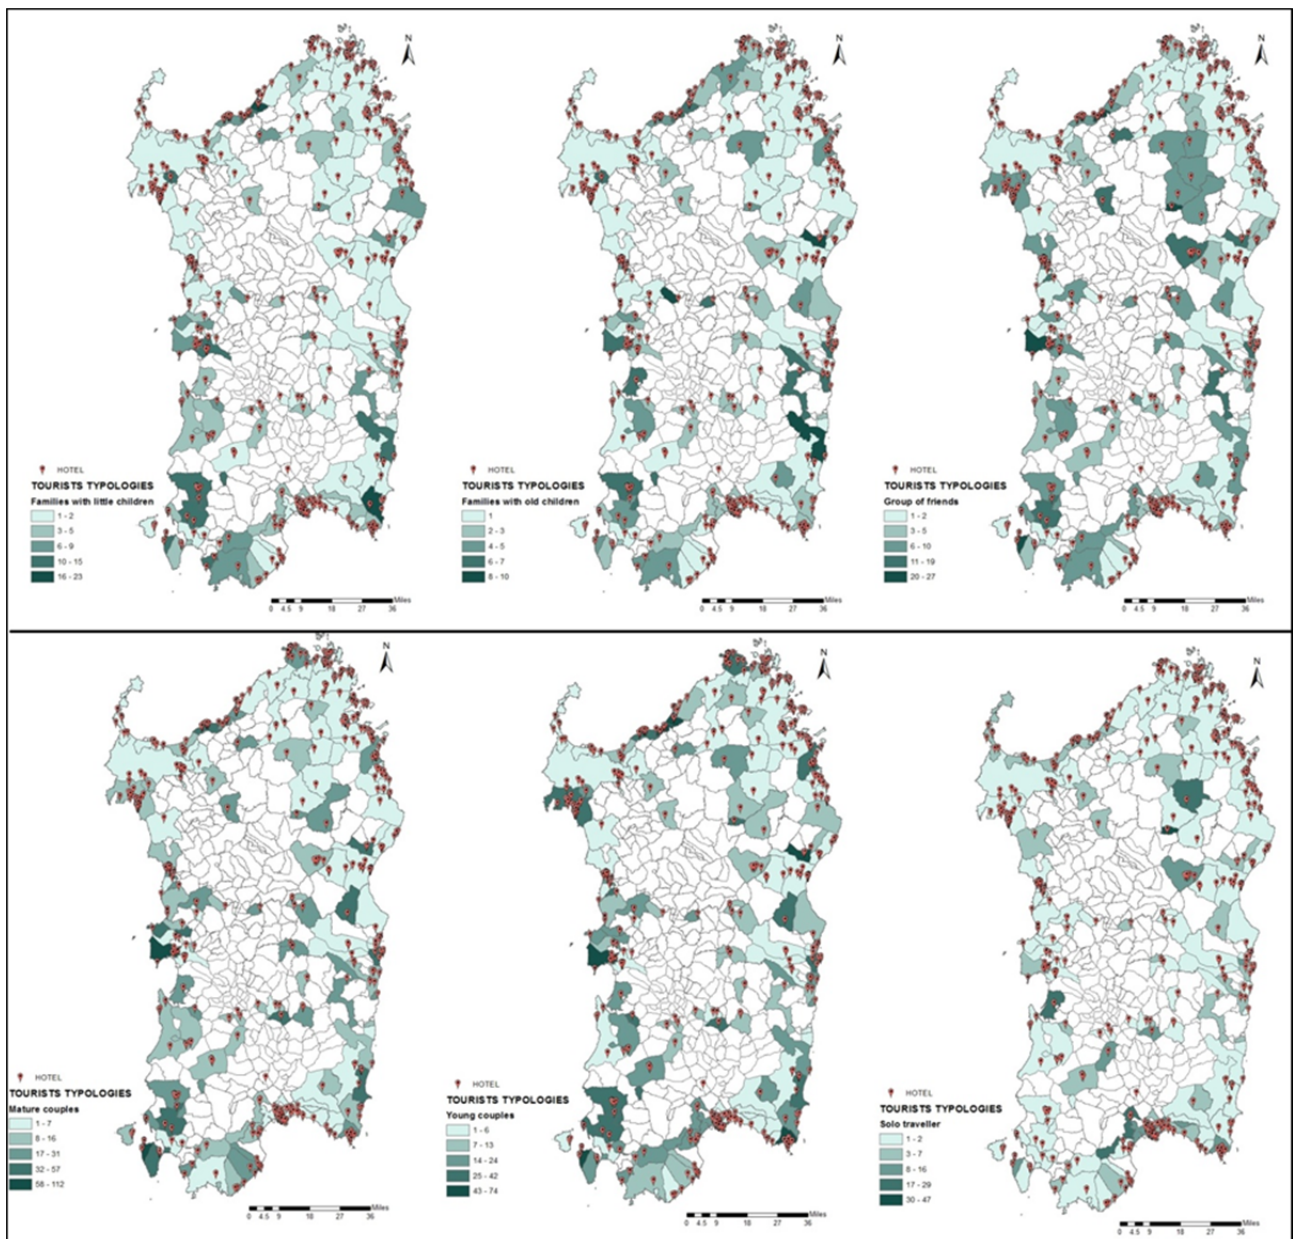 N
N
N
HOTEL
TOURISTS TYPOLOGIES
Families with little children
1 - 2
3 - 5
6 - 9
10 - 15
16 - 23
Miles
0 4.5 9 18 27 36
HOTEL
TOURISTS TYPOLOGIES
Families with old children
1
2 - 3
4 - 5
6 - 7
8 - 10
Miles
0 4.5 9 18 27 36
HOTEL
TOURISTS TYPOLOGIES
Group of friends
1 - 2
3 - 5
6 - 10
11 - 19
20 - 27
Miles
0 4.5 9 18 27 36
N
N
N
HOTEL
TOURISTS TYPOLOGIES
Mature couples
1 - 7
8 - 16
17 - 31
32 - 57
58 - 112
Miles
0 4.5 9 18 27 36
HOTEL
TOURISTS TYPOLOGIES
Young couples
1 - 6
7 - 13
14 - 24
25 - 42
43 - 74
Miles
0 4.5 9 18 27 36
HOTEL
TOURISTS TYPOLOGIES
Solo traveller
1 - 2
3 - 7
8 - 16
17 - 29
30 - 47
Miles
0 4.5 9 18 27 36